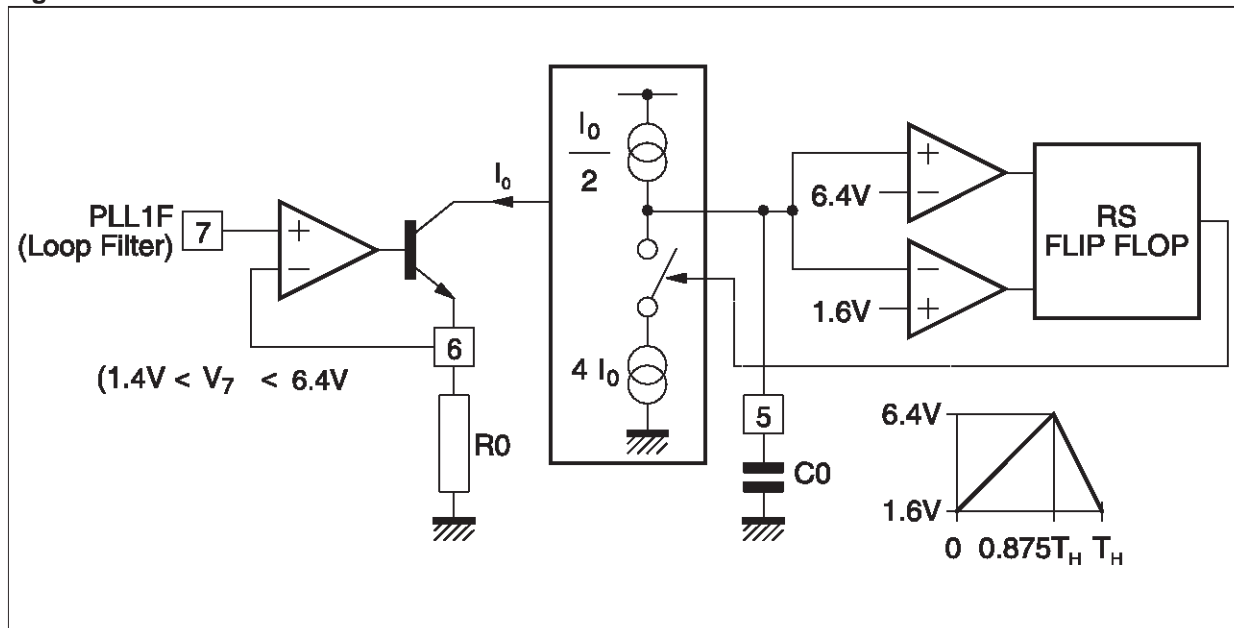 PLL1F
(Loop Filter)
7
+
−
I0
6
(1.4V < V7 < 6.4V
R0
I0
2
4 I0
5
C0
+
6.4V −
−
1.6V +
RS
FLIP FLOP
6.4V
1.6V
0 0.875TH TH